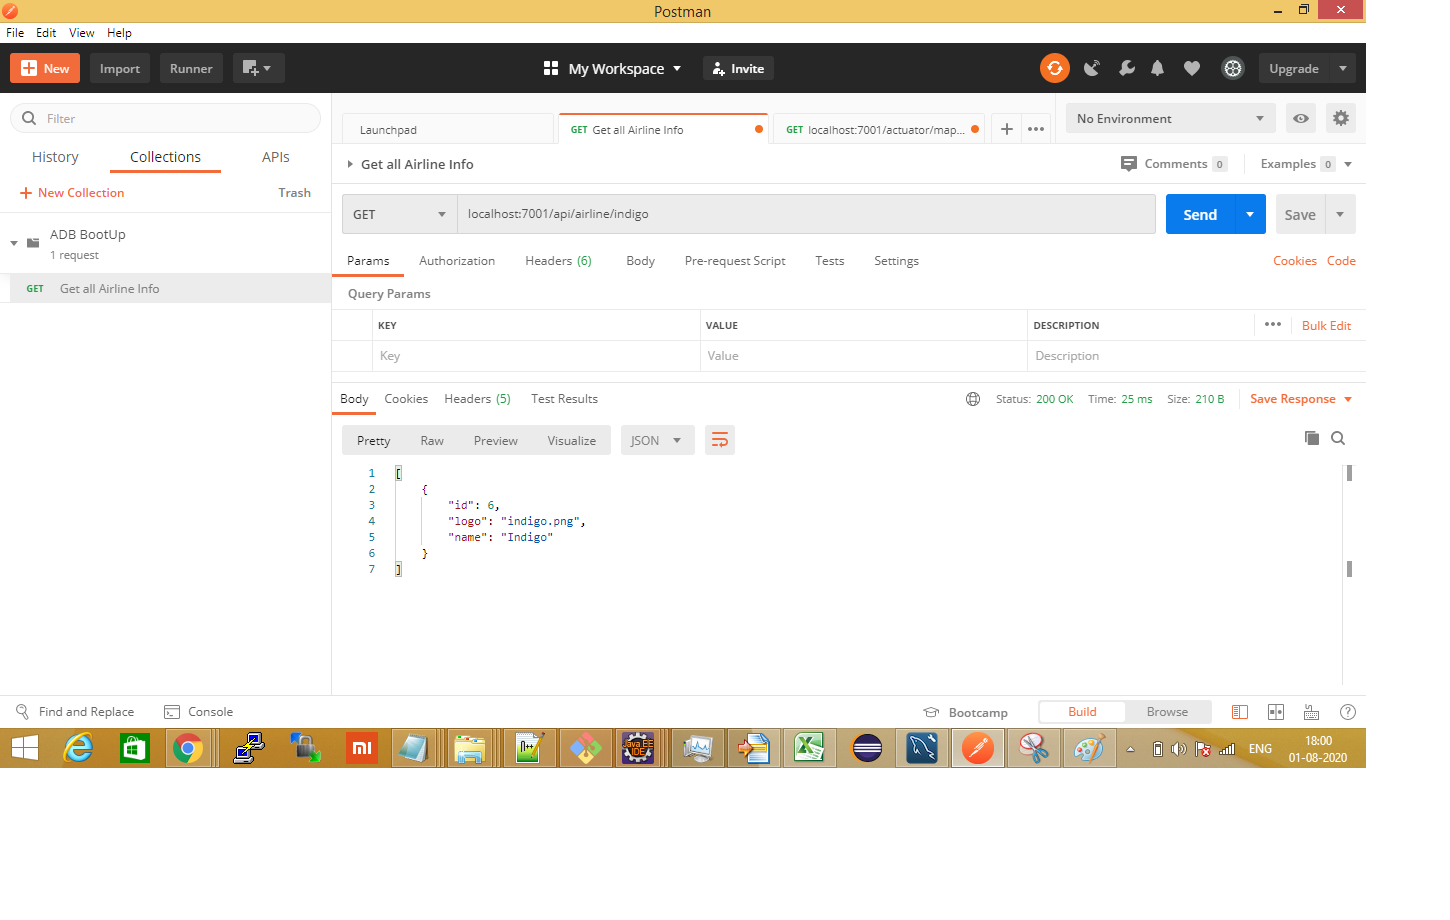 Postman
File Edit View Help
New Import Runner My Workspace Invite Upgrade
Filter
History Collections APIs
New Collection Trash
ADB BootUp
1 request
GET Get all Airline Info
Launchpad GET Get all Airline Info GET localhost:7001/actuator/map... No Environment
Get all Airline Info Comments 0 Examples 0
GET localhost:7001/api/airline/indigo Send Save
Params Authorization Headers (6) Body Pre-request Script Tests Settings Cookies Code
Query Params
KEY VALUE DESCRIPTION Bulk Edit
Key Value Description
Body Cookies Headers (5) Test Results Status: 200 OK Time: 25 ms Size: 210 B Save Response
Pretty Raw Preview Visualize JSON
1 [
2 {
3 "id": 6,
4 "logo": "indigo.png",
5 "name": "Indigo"
6 }
7 ]
Find and Replace Console Bootcamp Build Browse
Java EE
IDE
ENG
18:00
01-08-2020